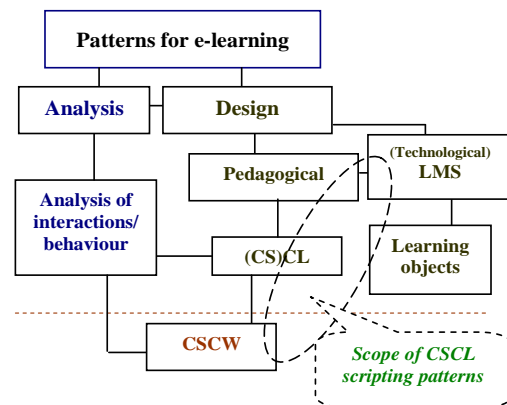 Patterns for e-learning
Analysis
Design
(Technological)
LMS
Pedagogical
Analysis of
interactions/
behaviour
Learning
objects
(CS)CL
CSCW
Scope of CSCL
scripting patterns